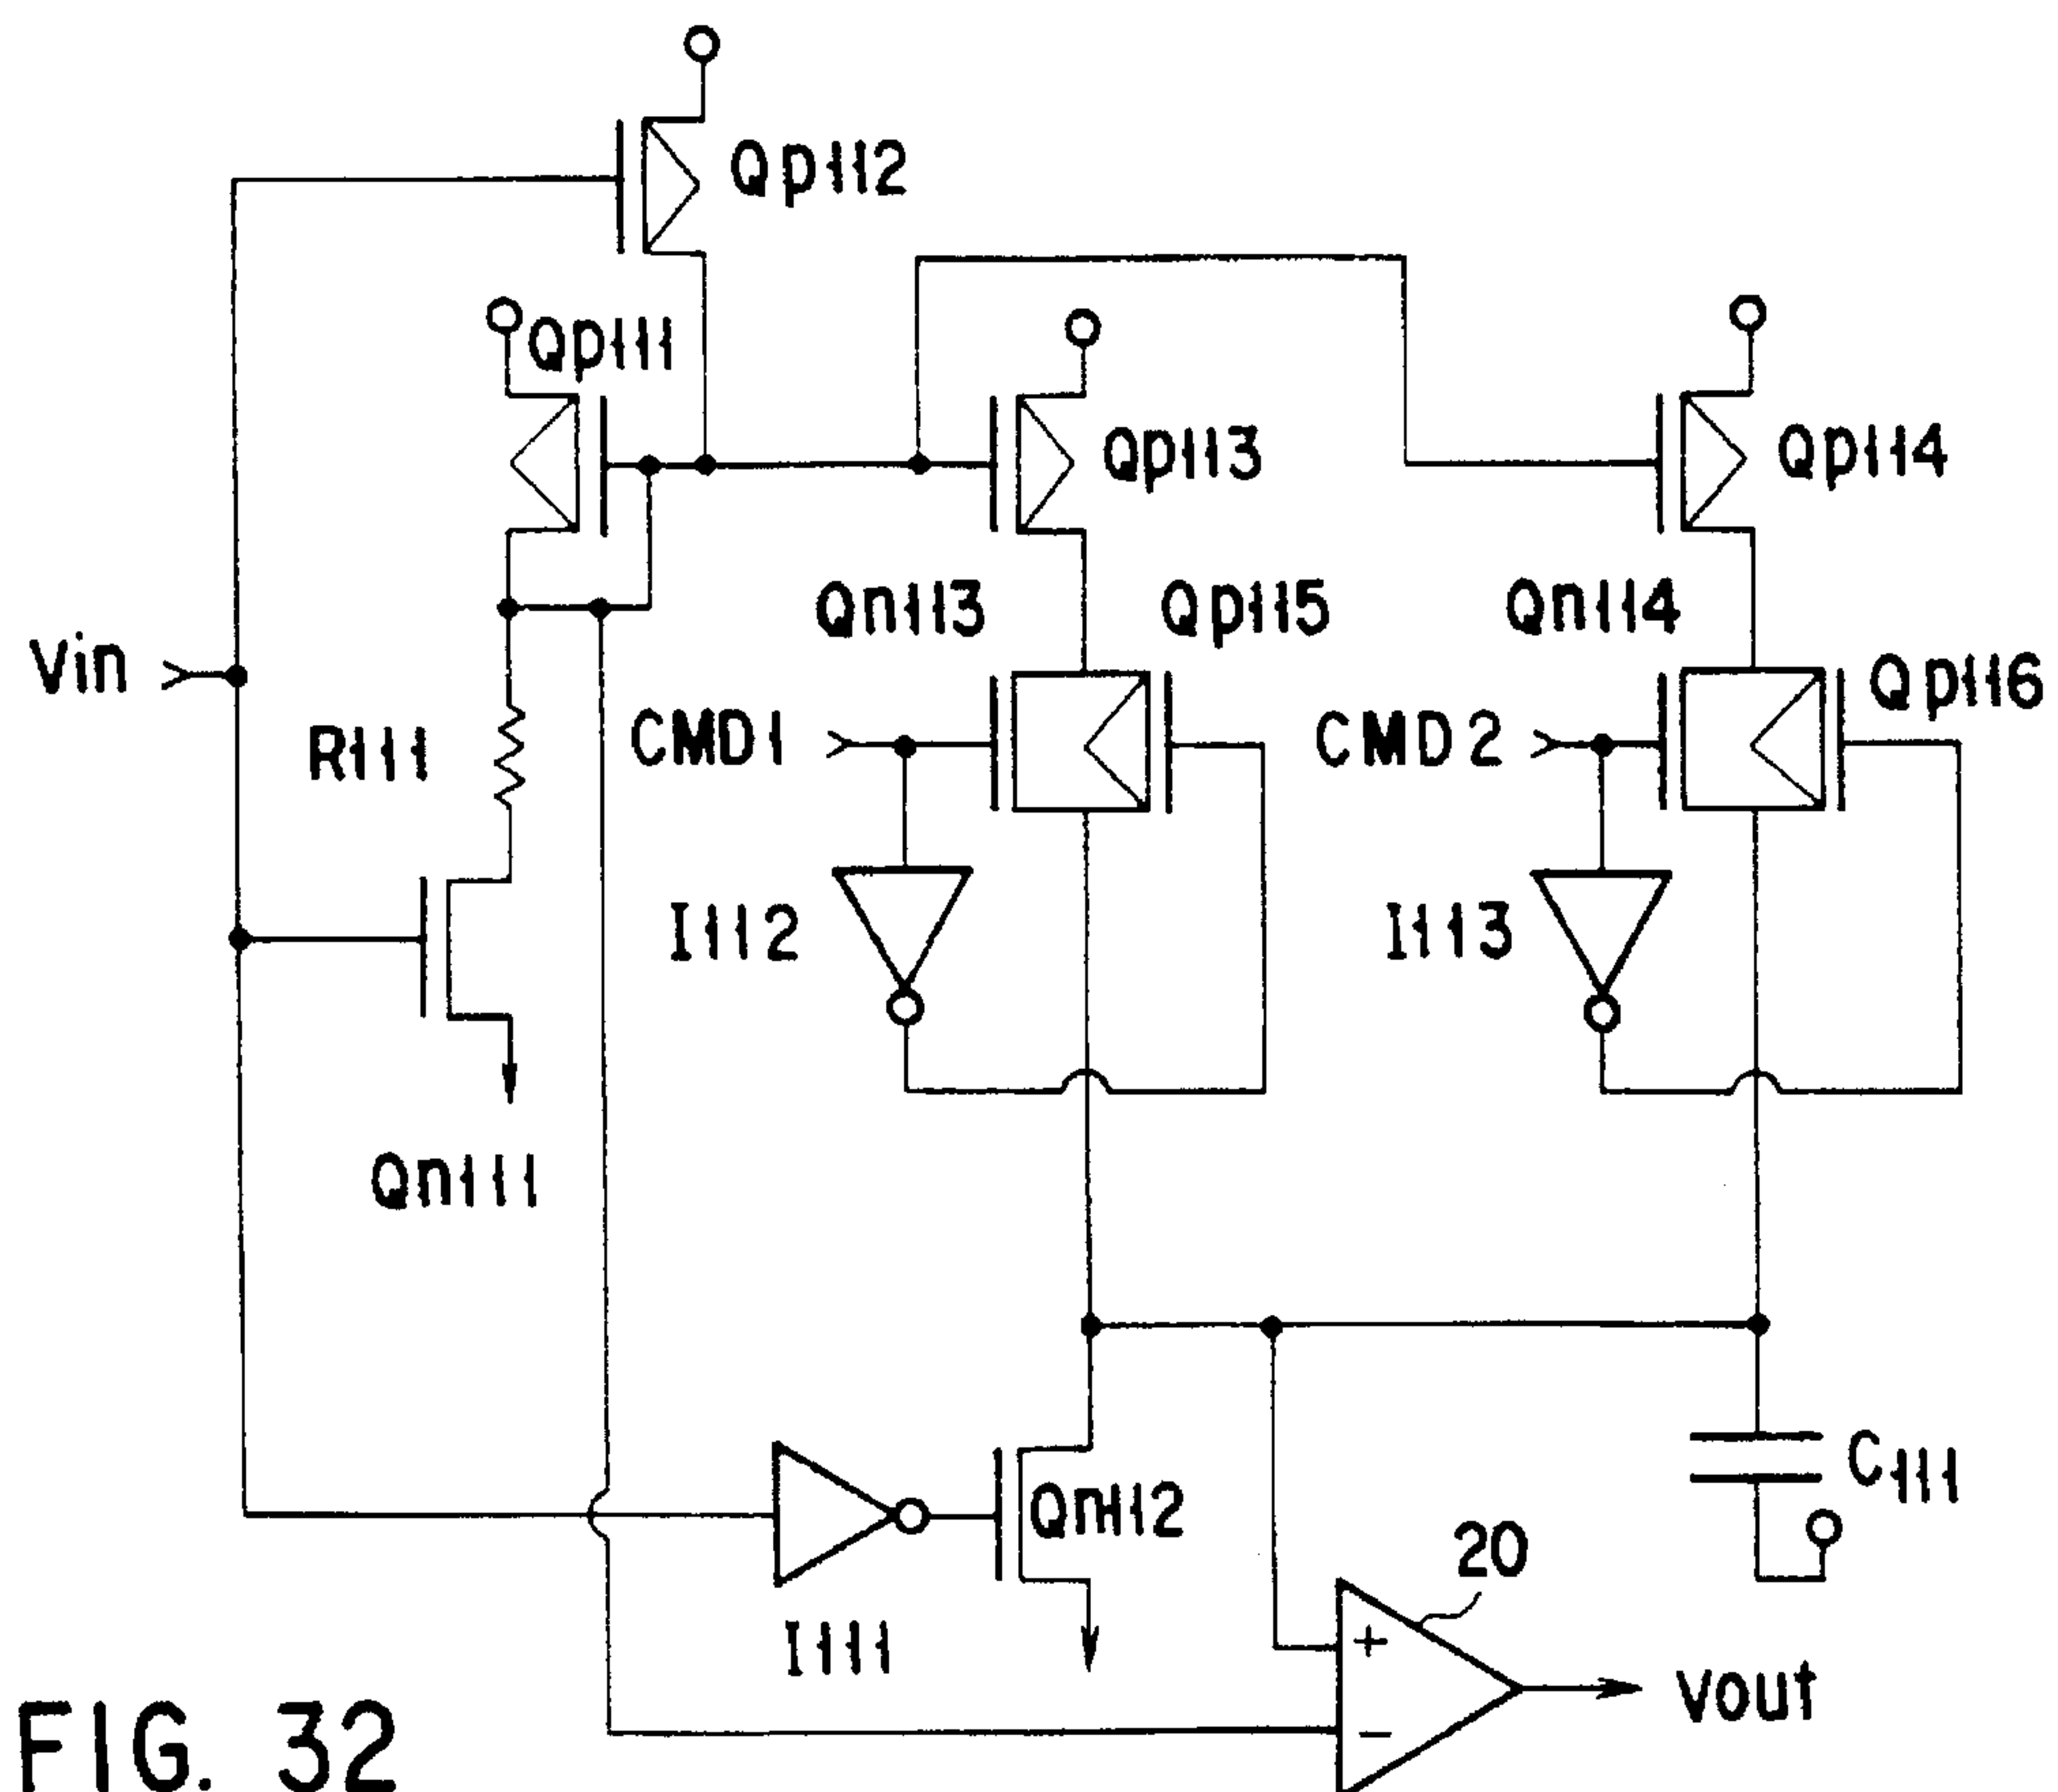 Qp112
Qp111
Qp113
Qp114
Qn113
Qp115
Qn114
Vin
Qp116
R111
CMD1
CMD2
I112
I113
Qn111
C111
Qn112
20
I111
+
Vout
−
FIG. 32